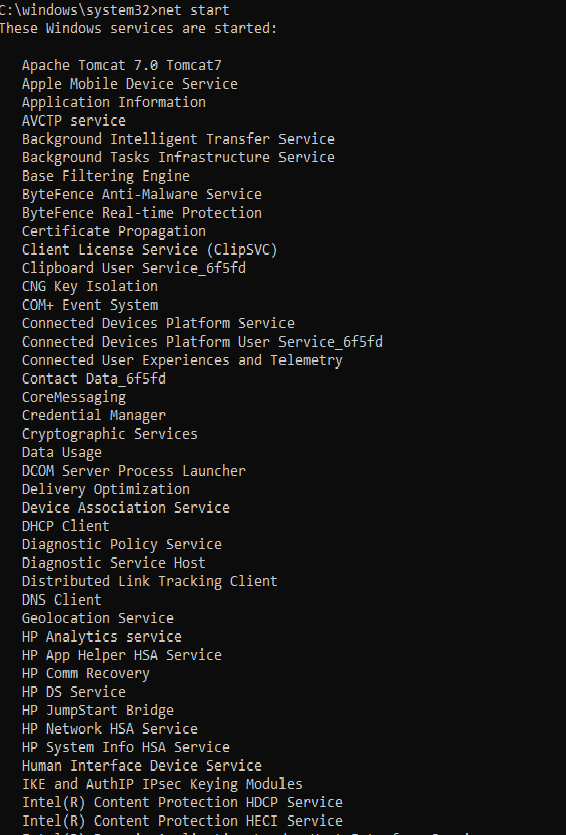 C:\windows\system32>net start
These Windows services are started:
Apache Tomcat 7.0 Tomcat7
Apple Mobile Device Service
Application Information
AVCTP service
Background Intelligent Transfer Service
Background Tasks Infrastructure Service
Base Filtering Engine
ByteFence Anti-Malware Service
ByteFence Real-time Protection
Certificate Propagation
Client License Service (ClipSVC)
Clipboard User Service_6f5fd
CNG Key Isolation
COM+ Event System
Connected Devices Platform Service
Connected Devices Platform User Service_6f5fd
Connected User Experiences and Telemetry
Contact Data_6f5fd
CoreMessaging
Credential Manager
Cryptographic Services
Data Usage
DCOM Server Process Launcher
Delivery Optimization
Device Association Service
DHCP Client
Diagnostic Policy Service
Diagnostic Service Host
Distributed Link Tracking Client
DNS Client
Geolocation Service
HP Analytics service
HP App Helper HSA Service
HP Comm Recovery
HP DS Service
HP JumpStart Bridge
HP Network HSA Service
HP System Info HSA Service
Human Interface Device Service
IKE and AuthIP IPsec Keying Modules
Intel(R) Content Protection HDCP Service
Intel(R) Content Protection HECI Service